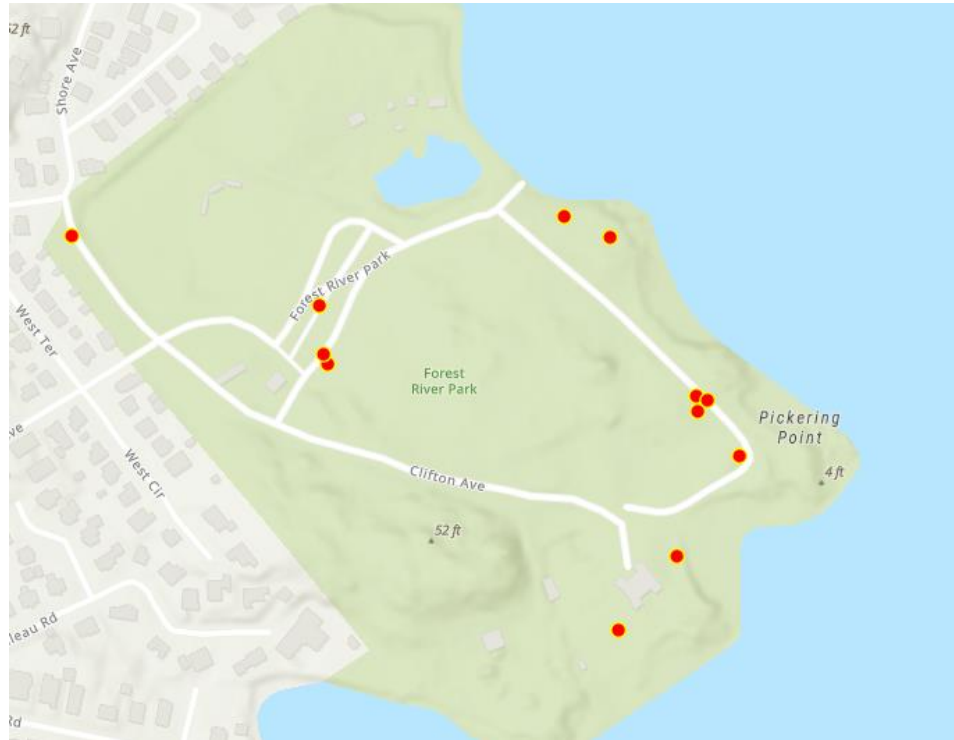 52 ft
Shore Ave
Forest River Park
West Ter
Forest
River Park
Pickering
Point
ve
West Cir
Clifton Ave
4 ft
52 ft
leau Rd
Rd